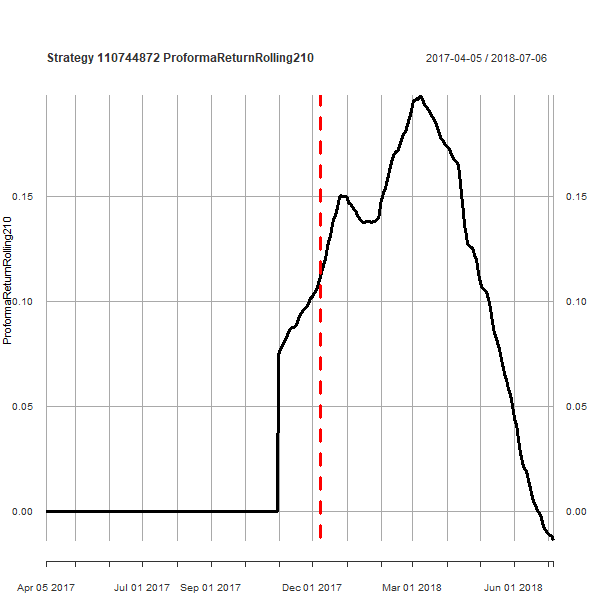 Strategy 110744872 ProformaReturnRolling210
2017-04-05 / 2018-07-06
ProformaReturnRolling210
0.15
0.10
0.05
0.00
0.15
0.10
0.05
0.00
Apr 05 2017
Jul 01 2017
Sep 01 2017
Dec 01 2017
Mar 01 2018
Jun 01 2018